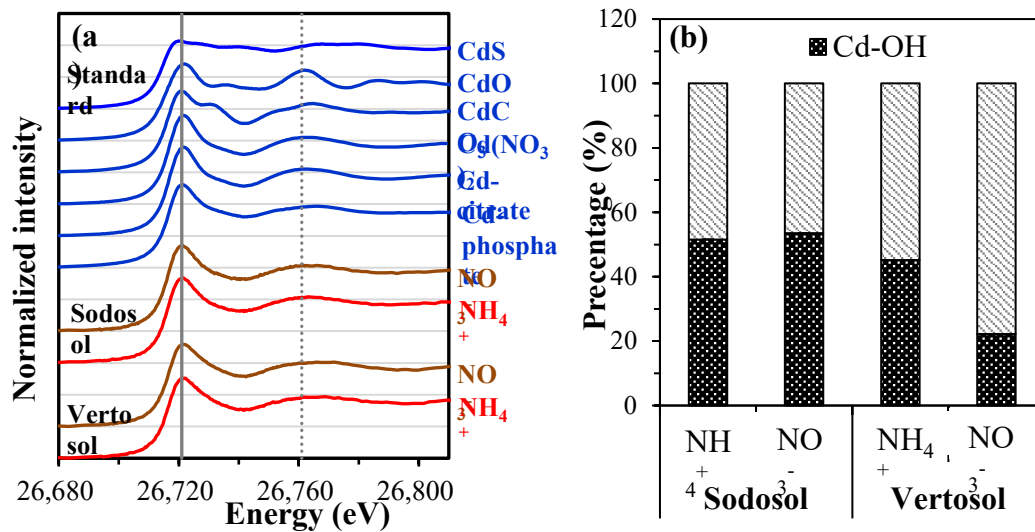 (a
)
Standa
rd
CdS
CdO
CdC
O3
Cd(NO3
)2
Cd-
citrate
Cd-
phospha
te
NO
3-
NH4
+
Sodos
ol
NO
3-
NH4
+
Verto
sol
Normalized intensity
26,680 26,720 26,760 26,800
Energy (eV)
(b)
Cd-OH
120
100
80
60
40
20
0
Precentage (%)
NH NO NH4 NO
4+ 3- + 3-
Sodosol Vertosol